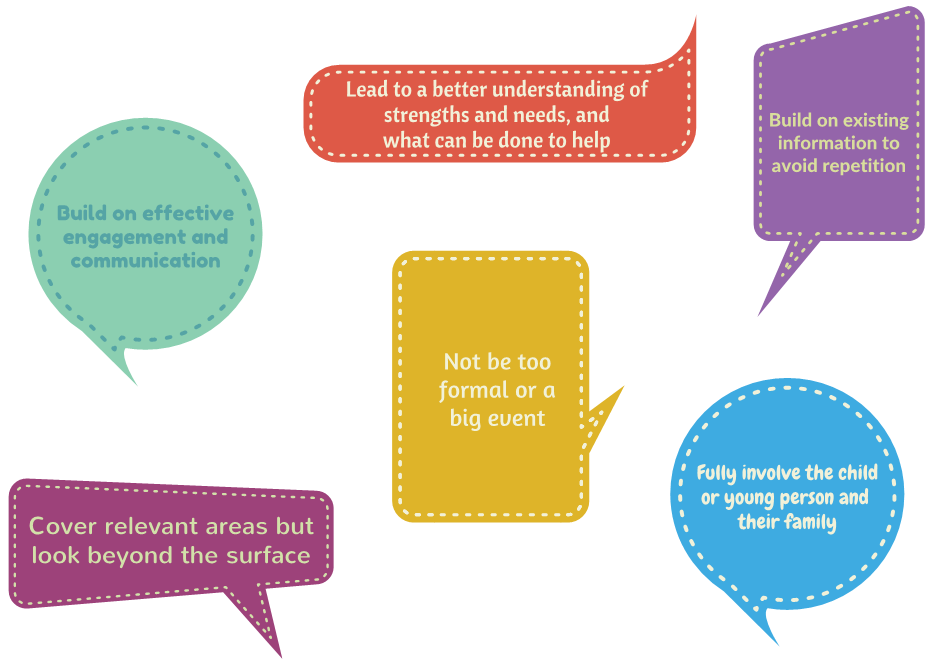 Lead to a better understanding of
strengths and needs, and
what can be done to help
Build on existing
information to
avoid repetition
Build on effective
engagement and
communication
Not be too
formal or a
big event
Fully involve the child
or young person and
their family
Cover relevant areas but
look beyond the surface